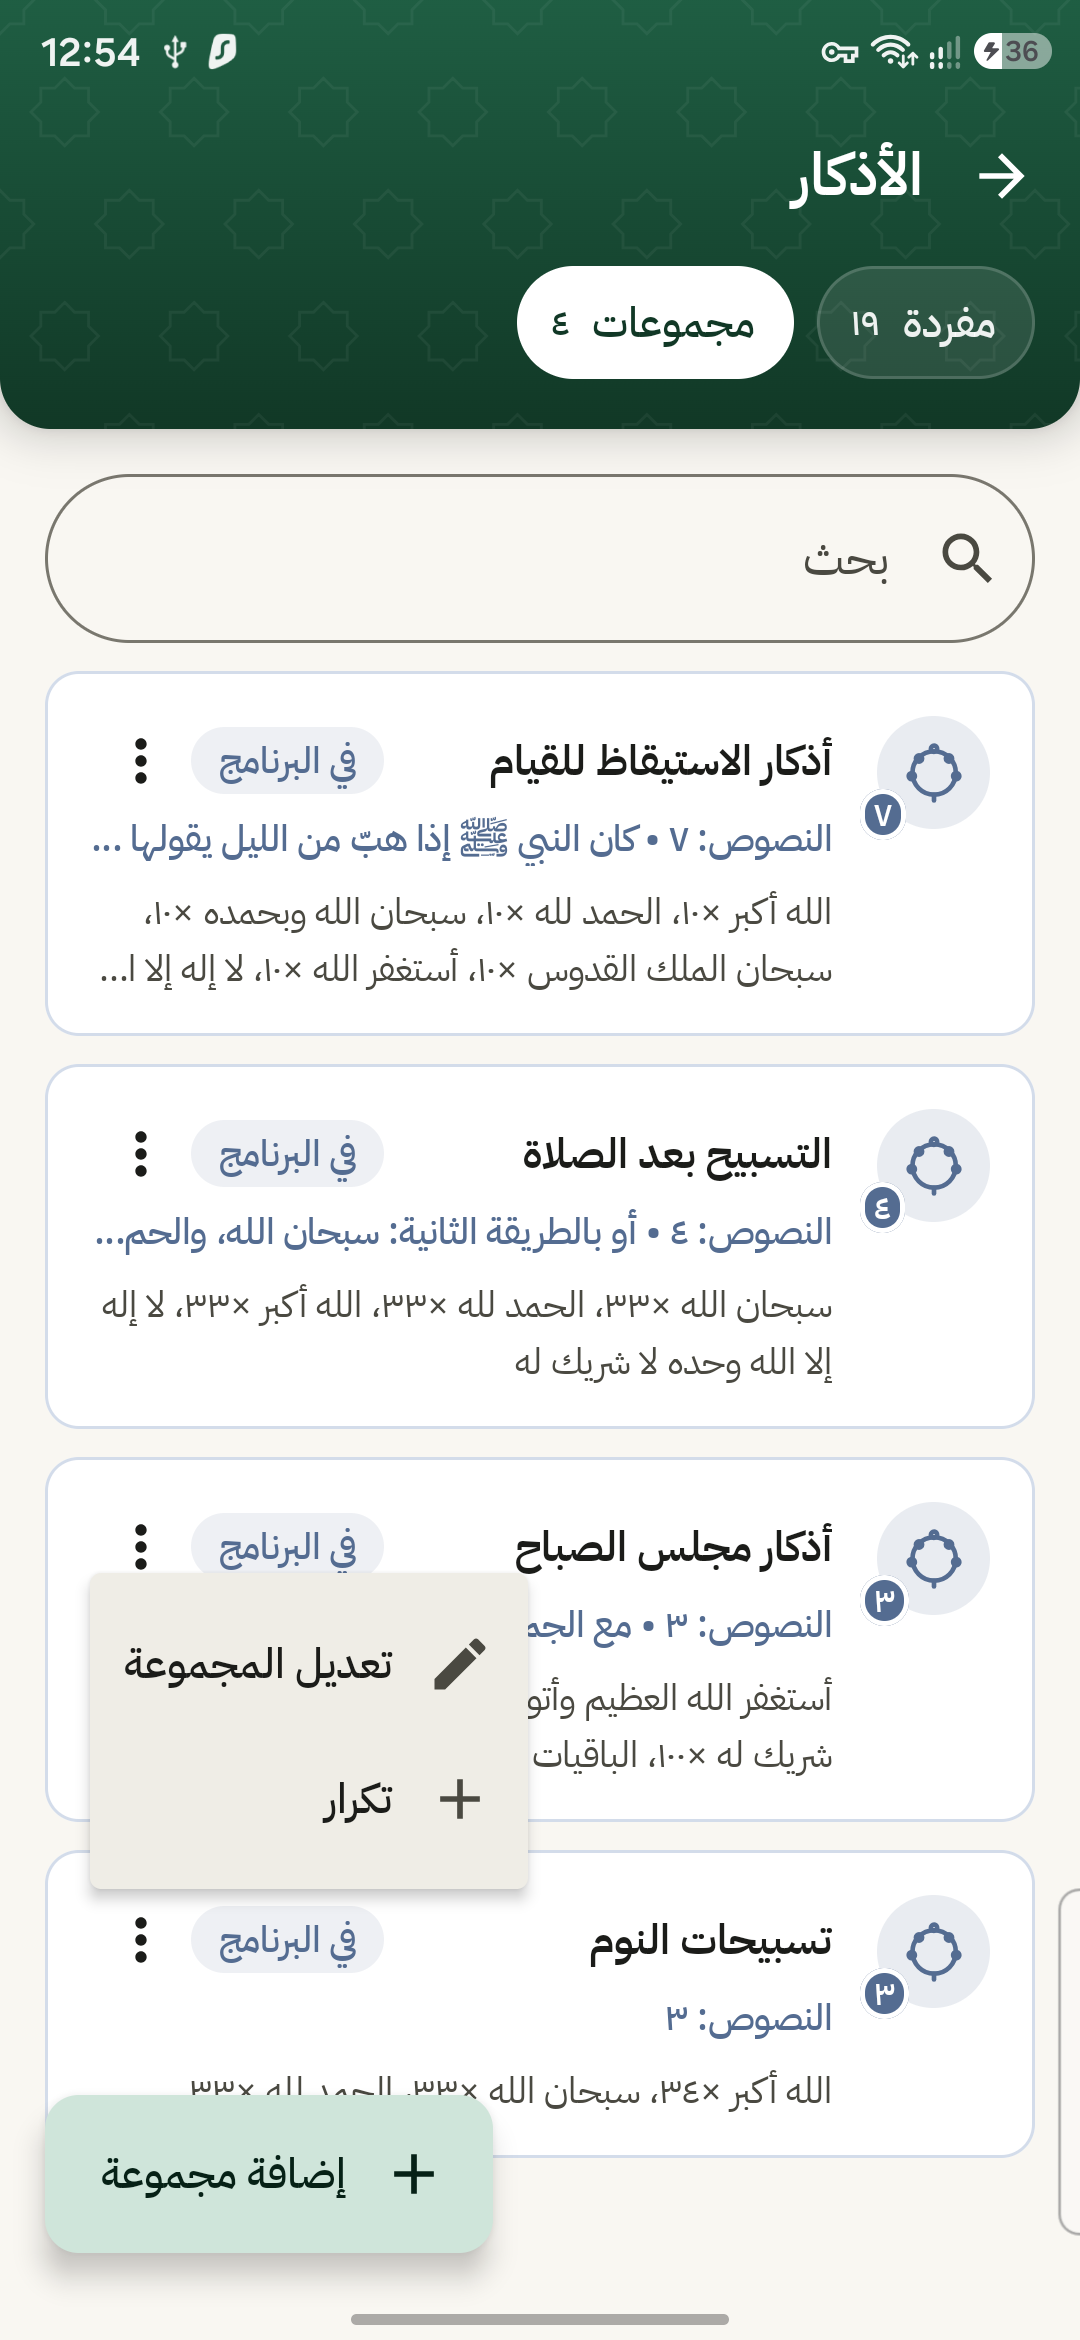 12:54
36
الأذكار
مفردة ١٩
مجموعات ٤
بحث
أذكار الاستيقاظ للقيام
في البرنامج
٧
النصوص: ٧ • كان النبي ﷺ إذا هبّ من الليل يقولها ...
الله أكبر ×١٠، الحمد لله ×١٠، سبحان الله وبحمده ×١٠،
سبحان الملك القدوس ×١٠، أستغفر الله ×١٠، لا إله إلا ا...
التسبيح بعد الصلاة
في البرنامج
٤
النصوص: ٤ • أو بالطريقة الثانية: سبحان الله، والحم...
سبحان الله ×٣٣، الحمد لله ×٣٣، الله أكبر ×٣٣، لا إله
إلا الله وحده لا شريك له
أذكار مجلس الصباح
في البرنامج
٣
النصوص: ٣ • مع
أستغفر الله العظيم
شريك له ×١٠٠، الباقيات
تعديل المجموعة
تكرار
تسبيحات النوم
في البرنامج
٣
النصوص: ٣
الله أكبر ×٣٤، سبحان الله ×٣٣، الحمد لله ×٣٣
إضافة مجموعة